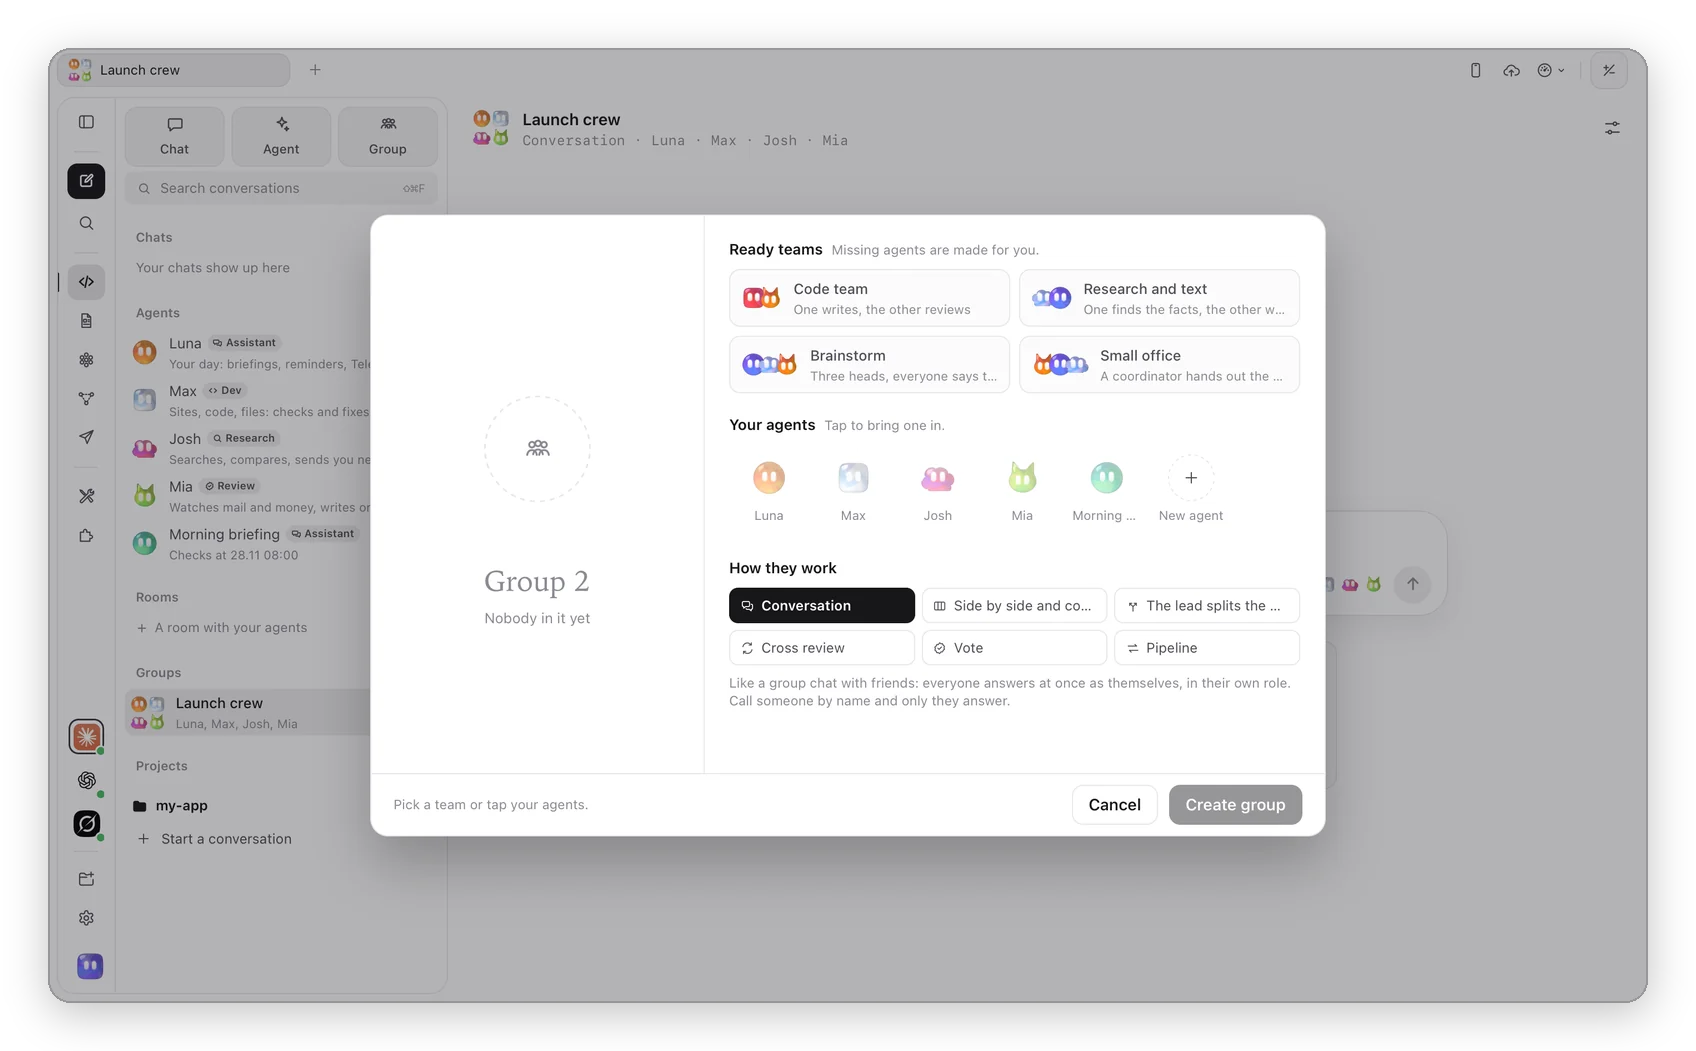 Launch crew
Chat
Agent
Group
Search conversations
⇧⌘F
Chats
Your chats show up here
Agents
Luna Assistant
Your day: briefings, reminders, Tele
Max Dev
Sites, code, files: checks and fixes
Josh Research
Searches, compares, sends you ne
Mia Review
Watches mail and money, writes or
Morning briefing Assistant
Checks at 28.11 08:00
Rooms
+ A room with your agents
Groups
Launch crew
Luna, Max, Josh, Mia
Projects
my-app
+ Start a conversation
Launch crew
Conversation · Luna · Max · Josh · Mia
Group 2
Nobody in it yet
Ready teams Missing agents are made for you.
Code team
One writes, the other reviews
Research and text
One finds the facts, the other w...
Brainstorm
Three heads, everyone says t...
Small office
A coordinator hands out the ...
Your agents Tap to bring one in.
Luna
Max
Josh
Mia
Morning ...
New agent
How they work
Conversation
Side by side and co...
The lead splits the ...
Cross review
Vote
Pipeline
Like a group chat with friends: everyone answers at once as themselves, in their own role.
Call someone by name and only they answer.
Pick a team or tap your agents.
Cancel
Create group